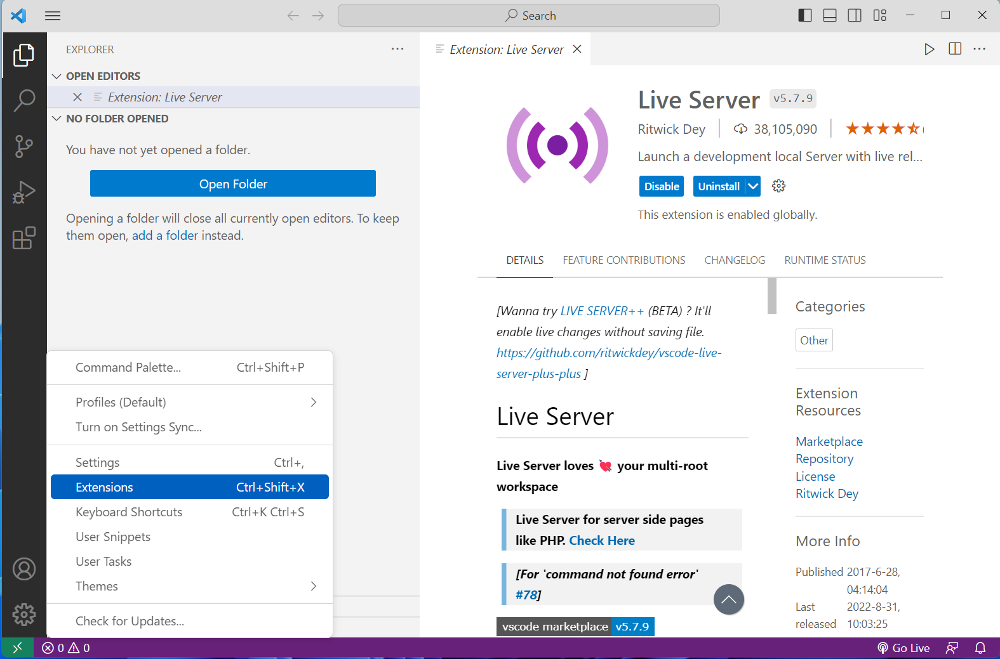 Search
EXPLORER
OPEN EDITORS
Extension: Live Server
NO FOLDER OPENED
You have not yet opened a folder.
Open Folder
Opening a folder will close all currently open editors. To keep
them open, add a folder instead.
Command Palette... Ctrl+Shift+P
Profiles (Default)
Turn on Settings Sync...
Settings Ctrl+,
Extensions Ctrl+Shift+X
Keyboard Shortcuts Ctrl+K Ctrl+S
User Snippets
User Tasks
Themes
Check for Updates...
Extension: Live Server
Live Server v5.7.9
Ritwick Dey 38,105,090
Launch a development local Server with live rel...
Disable Uninstall
This extension is enabled globally.
DETAILS FEATURE CONTRIBUTIONS CHANGELOG RUNTIME STATUS
[Wanna try LIVE SERVER++ (BETA) ? It'll
enable live changes without saving file.
https://github.com/ritwickdey/vscode-live-
server-plus-plus ]
Live Server
Live Server loves 💘 your multi-root
workspace
Live Server for server side pages
like PHP. Check Here
[For 'command not found error'
#78]
vscode marketplace v5.7.9
Categories
Other
Extension
Resources
Marketplace
Repository
License
Ritwick Dey
More Info
Published 2017-6-28,
04:14:04
Last 2022-8-31,
released 10:03:25
0 0
Go Live